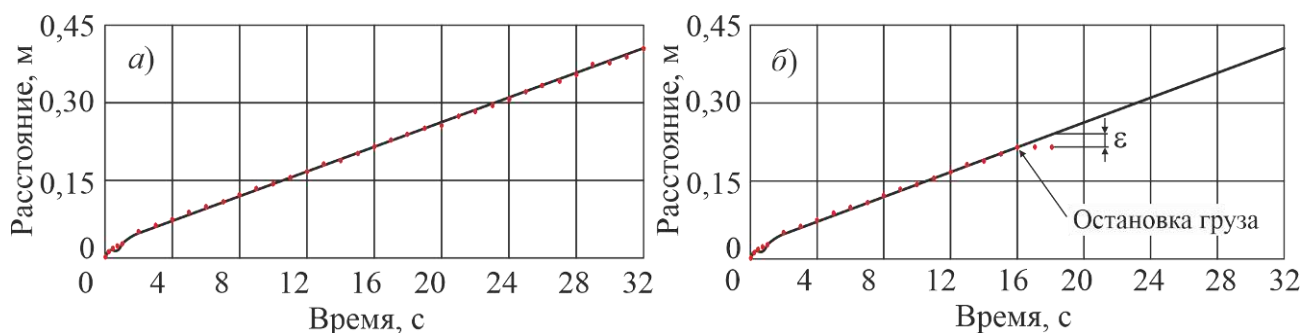 а)
Расстояние, м
0,45
0,30
0,15
0
0 4 8 12 16 20 24 28 32
Время, с
б)
Расстояние, м
0,45
0,30
0,15
0
ε
Остановка груза
0 4 8 12 16 20 24 28 32
Время, с